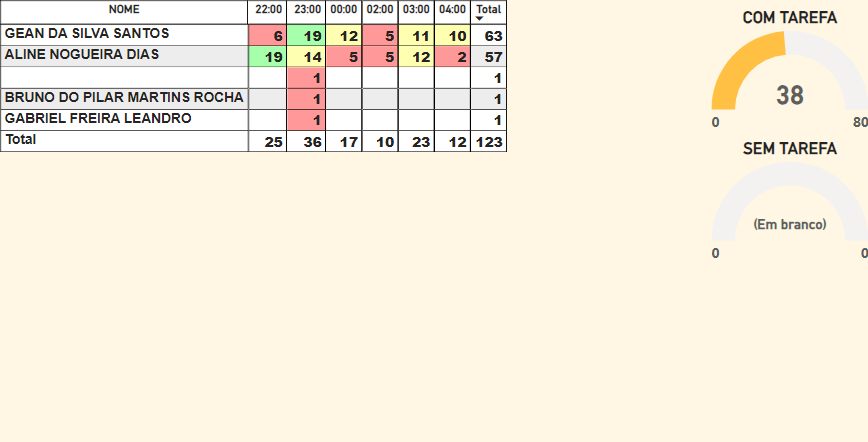 NOME 22:00 23:00 00:00 02:00 03:00 04:00 Total
GEAN DA SILVA SANTOS 6 19 12 5 11 10 63
ALINE NOGUEIRA DIAS 19 14 5 5 12 2 57
1 1
BRUNO DO PILAR MARTINS ROCHA 1 1
GABRIEL FREIRA LEANDRO 1 1
Total 25 36 17 10 23 12 123
COM TAREFA
38
0 80
SEM TAREFA
(Em branco)
0 0